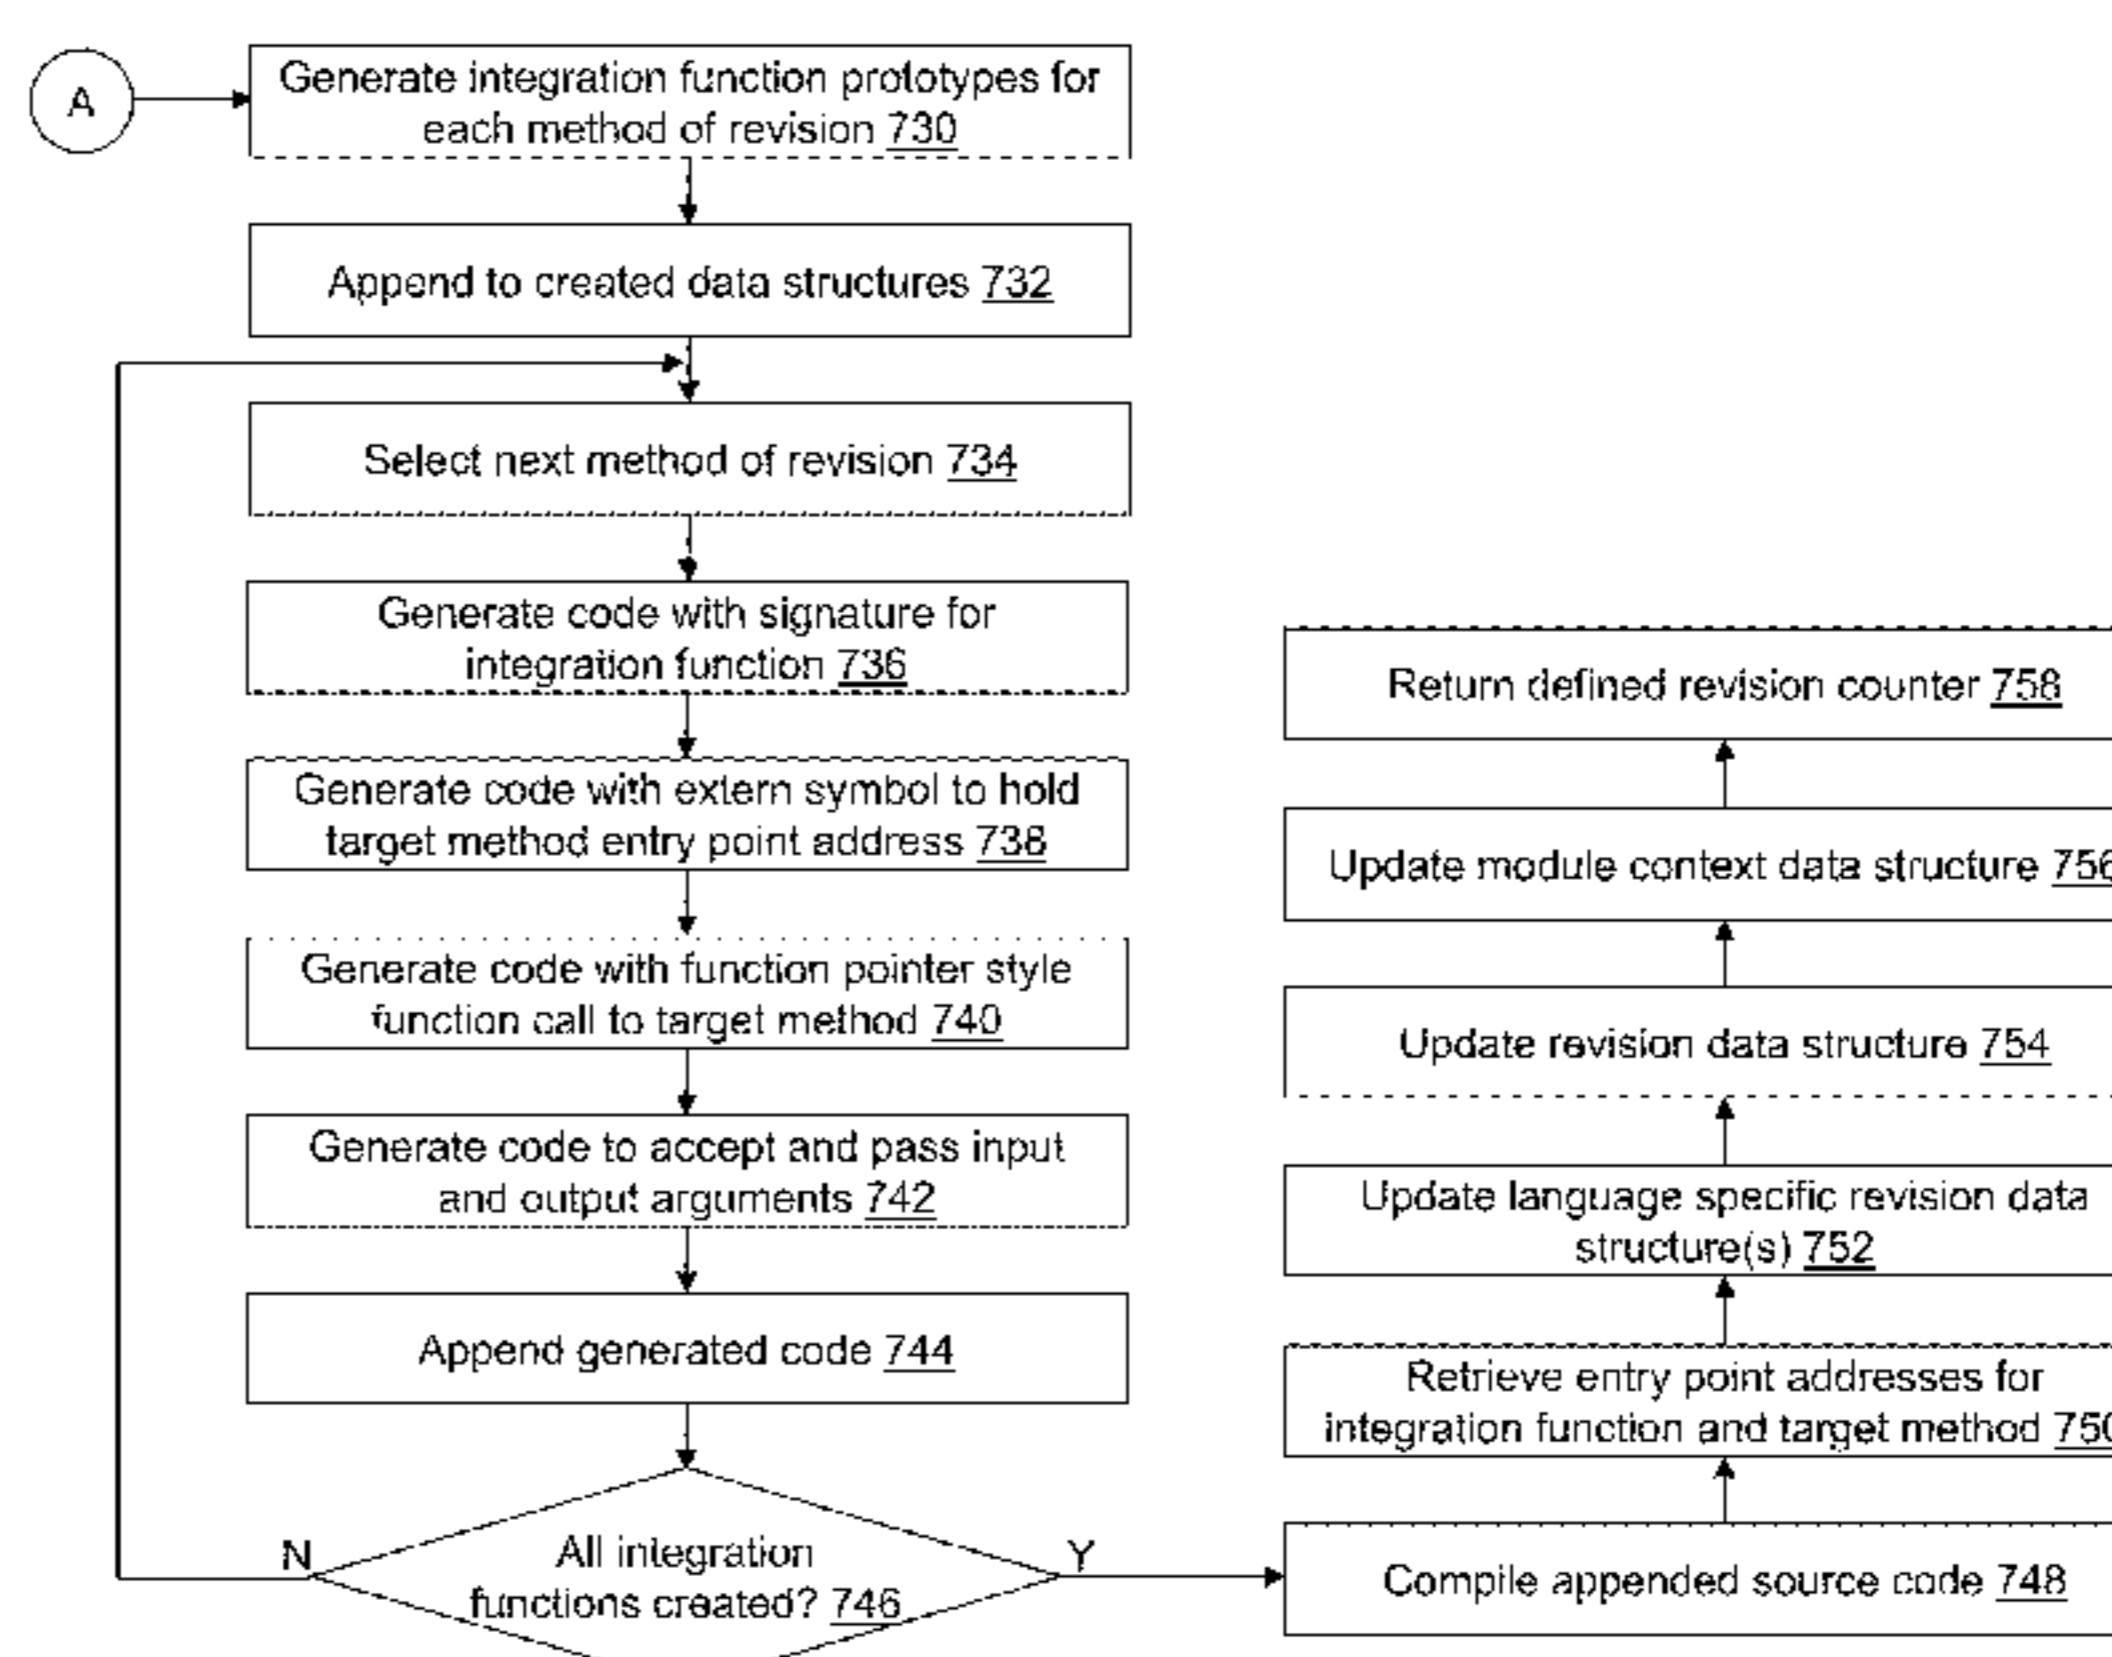 A
Generate integration function prototypes for
each method of revision 730
Append to created data structures 732
Select next method of revision 734
Generate code with signature for
integration function 736
Generate code with extern symbol to hold
target method entry point address 738
Generate code with function pointer style
function call to target method 740
Generate code to accept and pass input
and output arguments 742
Append generated code 744
All integration
functions created? 746
N
Y
Return defined revision counter 758
Update module context data structure 756
Update revision data structure 754
Update language specific revision data
structure(s) 752
Retrieve entry point addresses for
integration function and target method 750
Compile appended source code 748